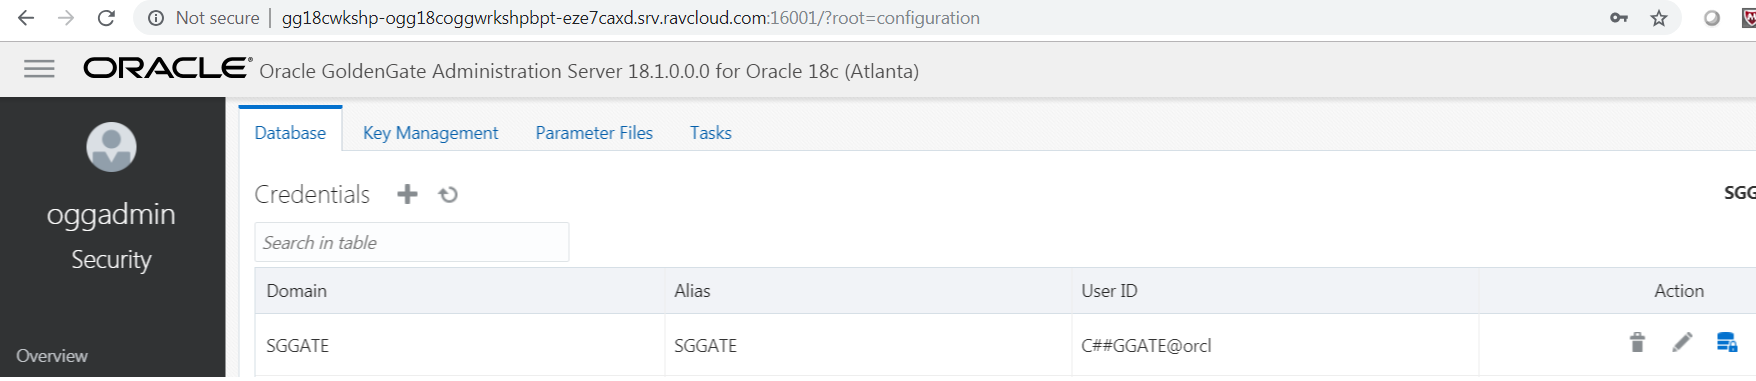 Not secure gg18cwkshp-ogg18coggwrkshpbpt-eze7caxd.srv.ravcloud.com:16001/?root=configuration
ORACLE® Oracle GoldenGate Administration Server 18.1.0.0.0 for Oracle 18c (Atlanta)
oggadmin
Security
Overview
Database Key Management Parameter Files Tasks
Credentials
SGG
Search in table
Domain Alias User ID Action
SGGATE SGGATE C##GGATE@orcl